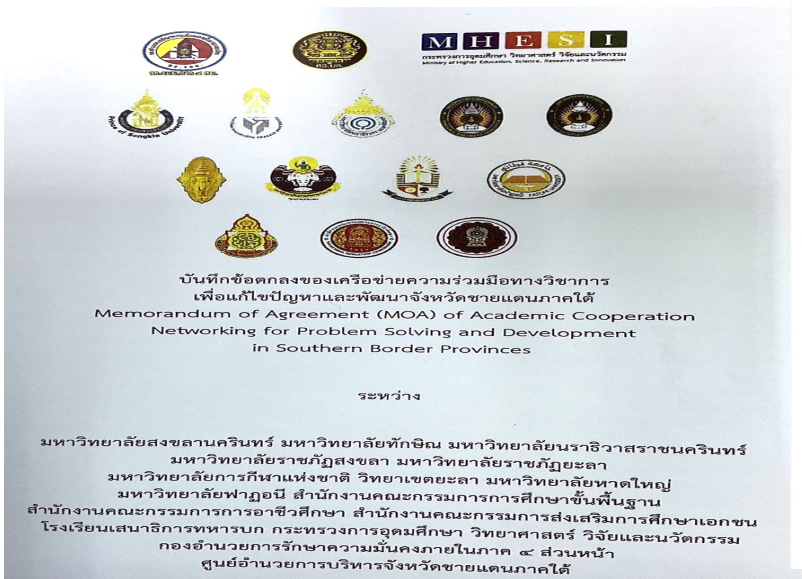 M H E S I
กระทรวงการอุดมศึกษา วิทยาศาสตร์ วิจัยและนวัตกรรม
Ministry of Higher Education, Science, Research and Innovation
Prince of Songkla University
บันทึกข้อตกลงของเครือข่ายความร่วมมือทางวิชาการ
เพื่อแก้ไขปัญหาและพัฒนาจังหวัดชายแดนภาคใต้
Memorandum of Agreement (MOA) of Academic Cooperation
Networking for Problem Solving and Development
in Southern Border Provinces
ระหว่าง
มหาวิทยาลัยสงขลานครินทร์ มหาวิทยาลัยทักษิณ มหาวิทยาลัยนราธิวาสราชนครินทร์
มหาวิทยาลัยราชภัฏสงขลา มหาวิทยาลัยราชภัฏยะลา
มหาวิทยาลัยการกีฬาแห่งชาติ วิทยาเขตยะลา มหาวิทยาลัยหาดใหญ่
มหาวิทยาลัยฟาฏอนี สำนักงานคณะกรรมการการศึกษาขั้นพื้นฐาน
สำนักงานคณะกรรมการการอาชีวศึกษา สำนักงานคณะกรรมการส่งเสริมการศึกษาเอกชน
โรงเรียนเสนาธิการทหารบก กระทรวงการอุดมศึกษา วิทยาศาสตร์ วิจัยและนวัตกรรม
กองอำนวยการรักษาความมั่นคงภายในภาค ๔ ส่วนหน้า
ศูนย์อำนวยการบริหารจังหวัดชายแดนภาคใต้